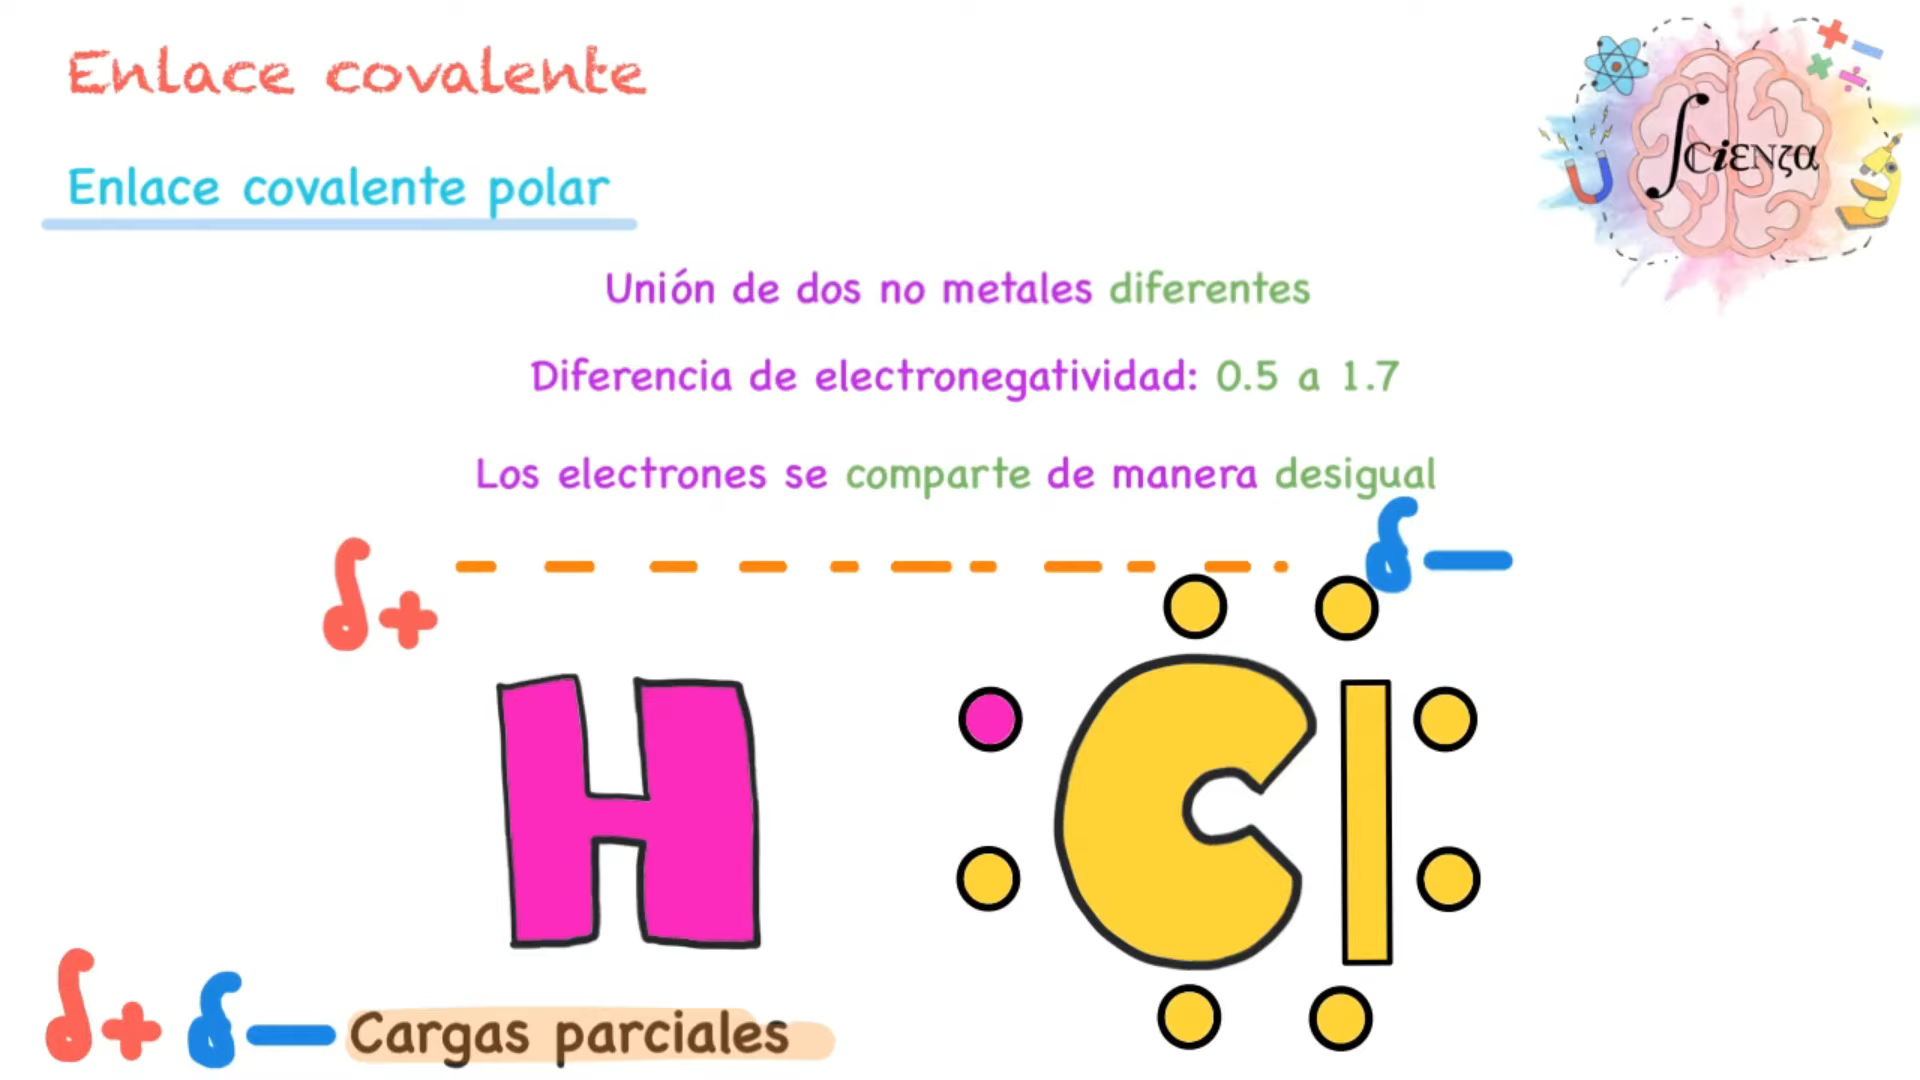 Enlace covalente
Enlace covalente polar
ʃCiENζα
Unión de dos no metales diferentes
Diferencia de electronegatividad: 0.5 a 1.7
Los electrones se comparte de manera desigual
δ+ δ−
H Cl
δ+ δ− Cargas parciales